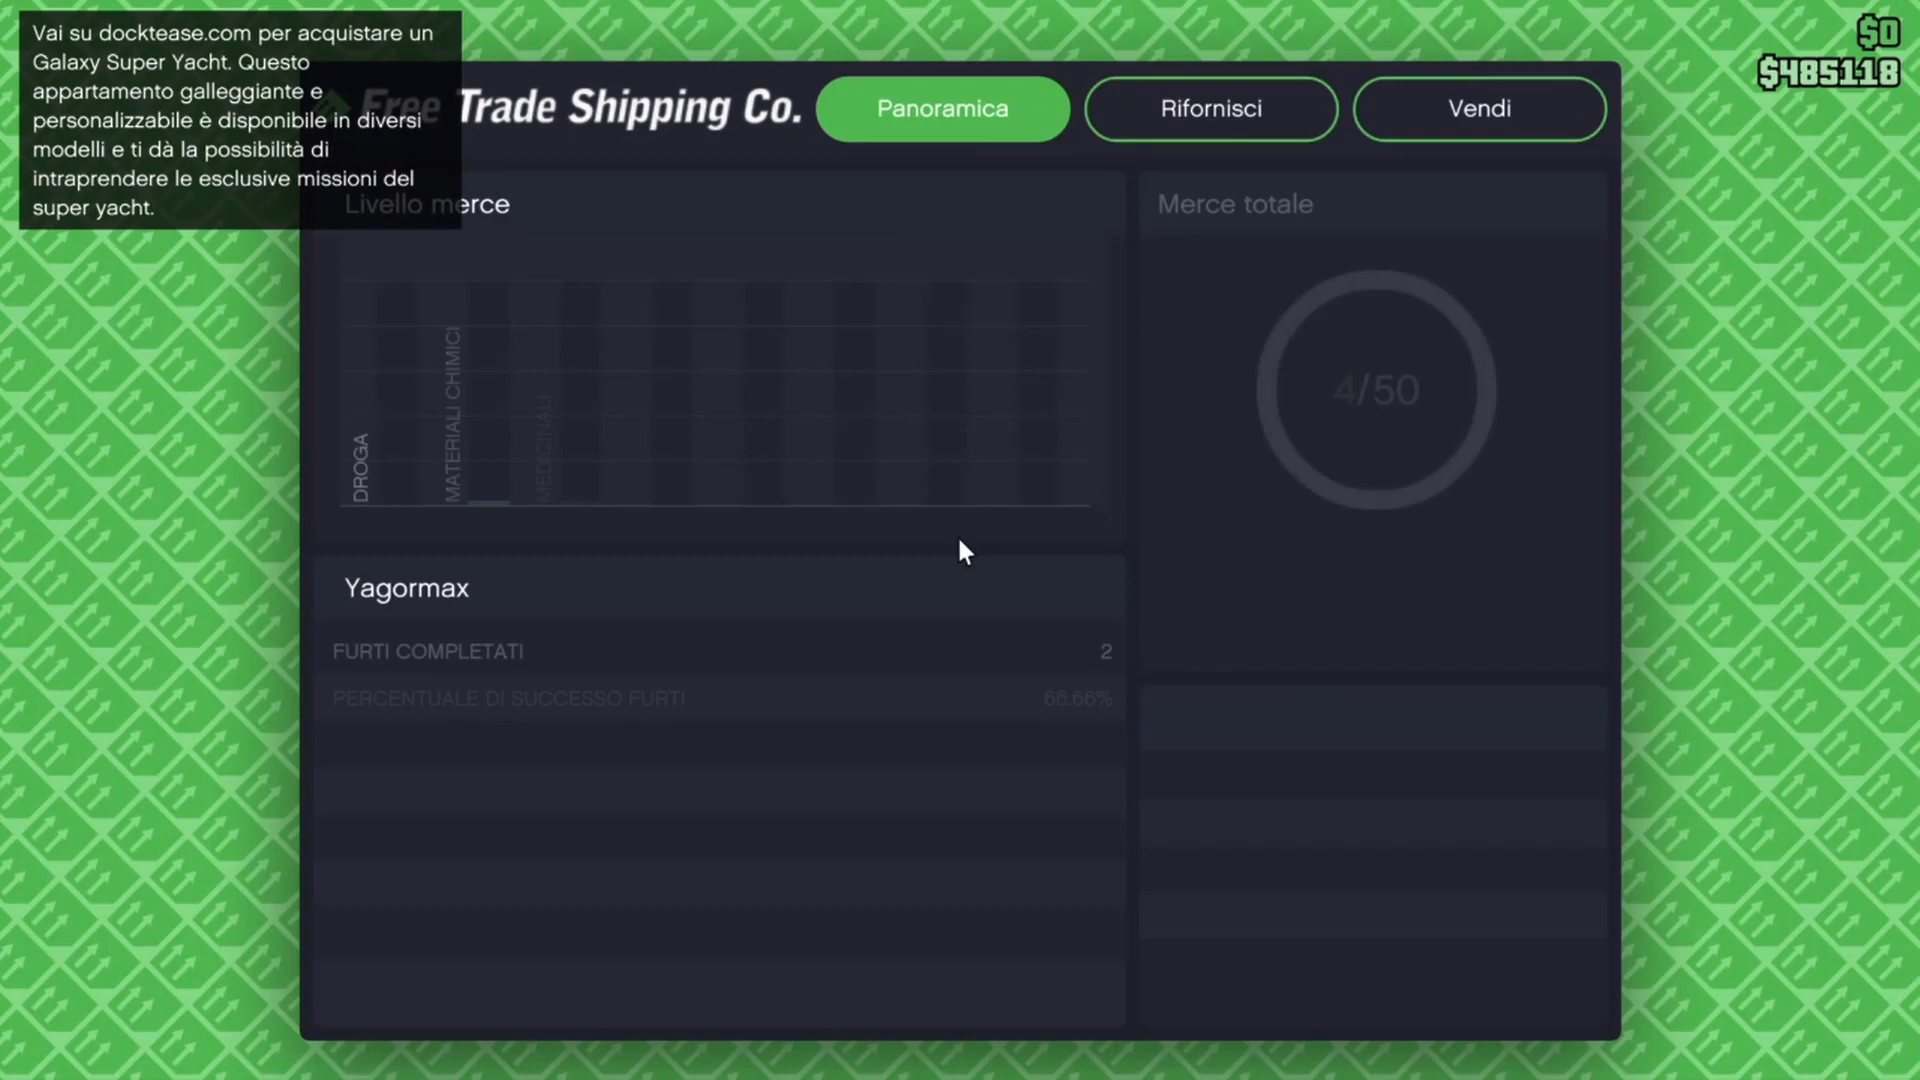 Vai su docktease.com per acquistare un
Galaxy Super Yacht. Questo
appartamento galleggiante e
personalizzabile è disponibile in diversi
modelli e ti dà la possibilità di
intraprendere le esclusive missioni del
super yacht.
$0
$485118
Free Trade Shipping Co.
Panoramica
Rifornisci
Vendi
Livello merce
Merce totale
DROGA
MATERIALI CHIMICI
MEDICINALI
4/50
Yagormax
FURTI COMPLETATI 2
PERCENTUALE DI SUCCESSO FURTI 66.66%